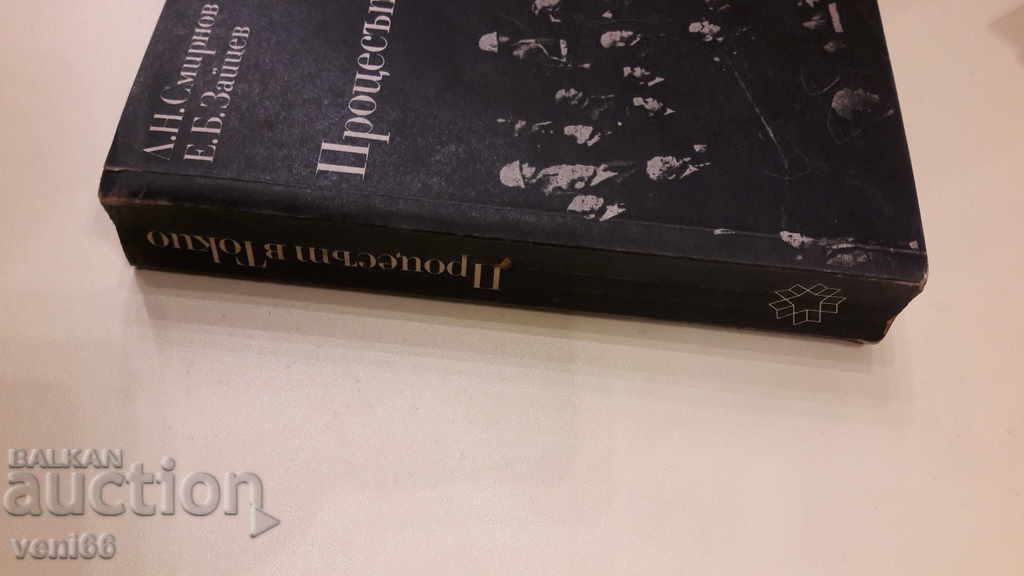 Л.Н.Смирнов
Е.Б.Зайцев
Процесът
Процесът в Токио
BALKAN
auction
veni66